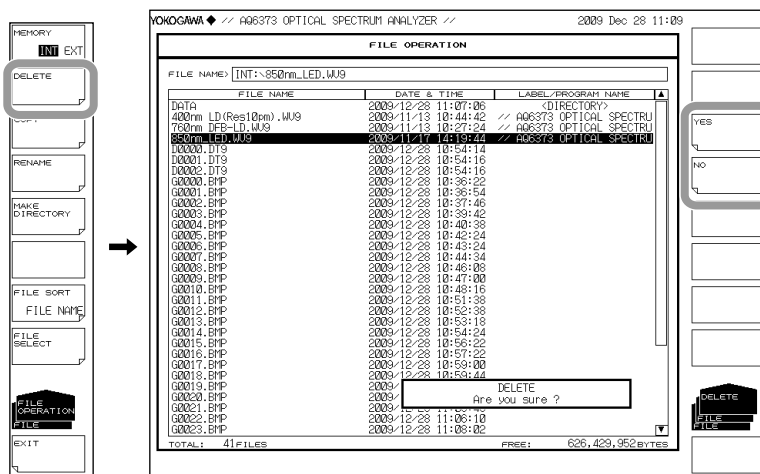 MEMORY
INT EXT
DELETE
RENAME
MAKE
DIRECTORY
FILE SORT
FILE NAME
FILE
SELECT
FILE
OPERATION
FILE
EXIT
YOKOGAWA ◆ // AQ6373 OPTICAL SPECTRUM ANALYZER // 2009 Dec 28 11:09
FILE OPERATION
FILE NAME> INT:\850nm_LED.WV9
FILE NAME DATE & TIME LABEL/PROGRAM NAME
DATA 2009/12/28 11:07:06 <DIRECTORY>
400nm LD(Res10pm).WV9 2009/11/13 10:44:42 // AQ6373 OPTICAL SPECTRU
760nm DFB-LD.WV9 2009/11/13 10:27:24 // AQ6373 OPTICAL SPECTRU
850nm_LED.WV9 2009/11/17 14:19:44 // AQ6373 OPTICAL SPECTRU
D0000.DT9 2009/12/28 10:54:14
D0001.DT9 2009/12/28 10:54:16
D0002.DT9 2009/12/28 10:54:16
G0000.BMP 2009/12/28 10:36:22
G0001.BMP 2009/12/28 10:36:54
G0002.BMP 2009/12/28 10:37:46
G0003.BMP 2009/12/28 10:39:42
G0004.BMP 2009/12/28 10:40:38
G0005.BMP 2009/12/28 10:42:24
G0006.BMP 2009/12/28 10:43:24
G0007.BMP 2009/12/28 10:44:34
G0008.BMP 2009/12/28 10:46:08
G0009.BMP 2009/12/28 10:47:00
G0010.BMP 2009/12/28 10:48:16
G0011.BMP 2009/12/28 10:51:38
G0012.BMP 2009/12/28 10:52:38
G0013.BMP 2009/12/28 10:53:18
G0014.BMP 2009/12/28 10:54:24
G0015.BMP 2009/12/28 10:56:22
G0016.BMP 2009/12/28 10:57:22
G0017.BMP 2009/12/28 10:59:00
G0018.BMP 2009/12/28 10:59:44
G0019.BMP 2009/
G0020.BMP 2009/
G0021.BMP 2009/
G0022.BMP 2009/12/28 11:06:10
G0023.BMP 2009/12/28 11:08:02
DELETE
Are you sure ?
TOTAL: 41FILES FREE: 626,429,952BYTES
YES
NO
DELETE
FILE
FILE